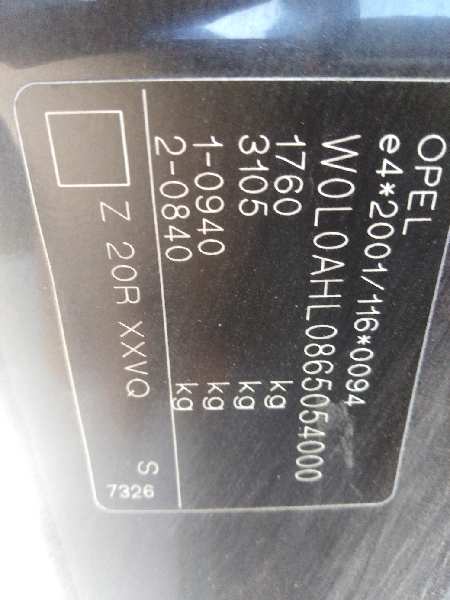 OPEL
e4*2001/116*0094
W0L0AHL0865054000
1760 kg
3105 kg
1-0940 kg
2-0840 kg
Z 20R XXVQ S
7326